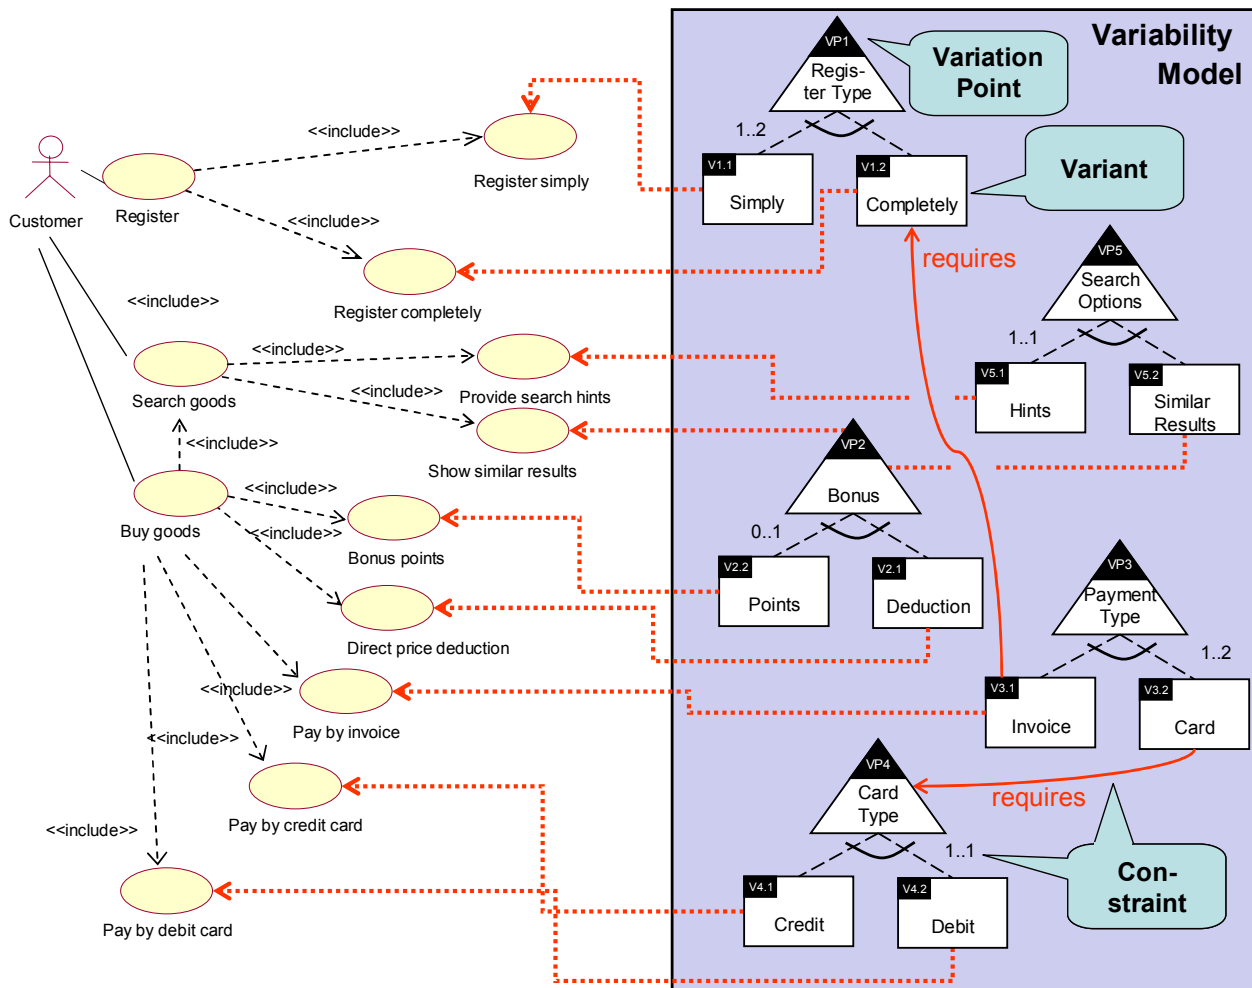 Variability
Model
VP1
Regis-
ter Type
Variation
Point
1..2
V1.1
Simply
V1.2
Completely
Variant
requires
VP5
Search
Options
1..1
V5.1
Hints
V5.2
Similar
Results
VP2
Bonus
0..1
V2.2
Points
V2.1
Deduction
VP3
Payment
Type
1..2
V3.1
Invoice
V3.2
Card
VP4
Card
Type
requires
1..1
V4.1
Credit
V4.2
Debit
Con-
straint
Customer
Register
<<include>>
Register simply
<<include>>
Register completely
<<include>>
Search goods
<<include>>
Provide search hints
<<include>>
Show similar results
<<include>>
Buy goods
<<include>>
Bonus points
<<include>>
Direct price deduction
<<include>>
Pay by invoice
<<include>>
Pay by credit card
<<include>>
Pay by debit card